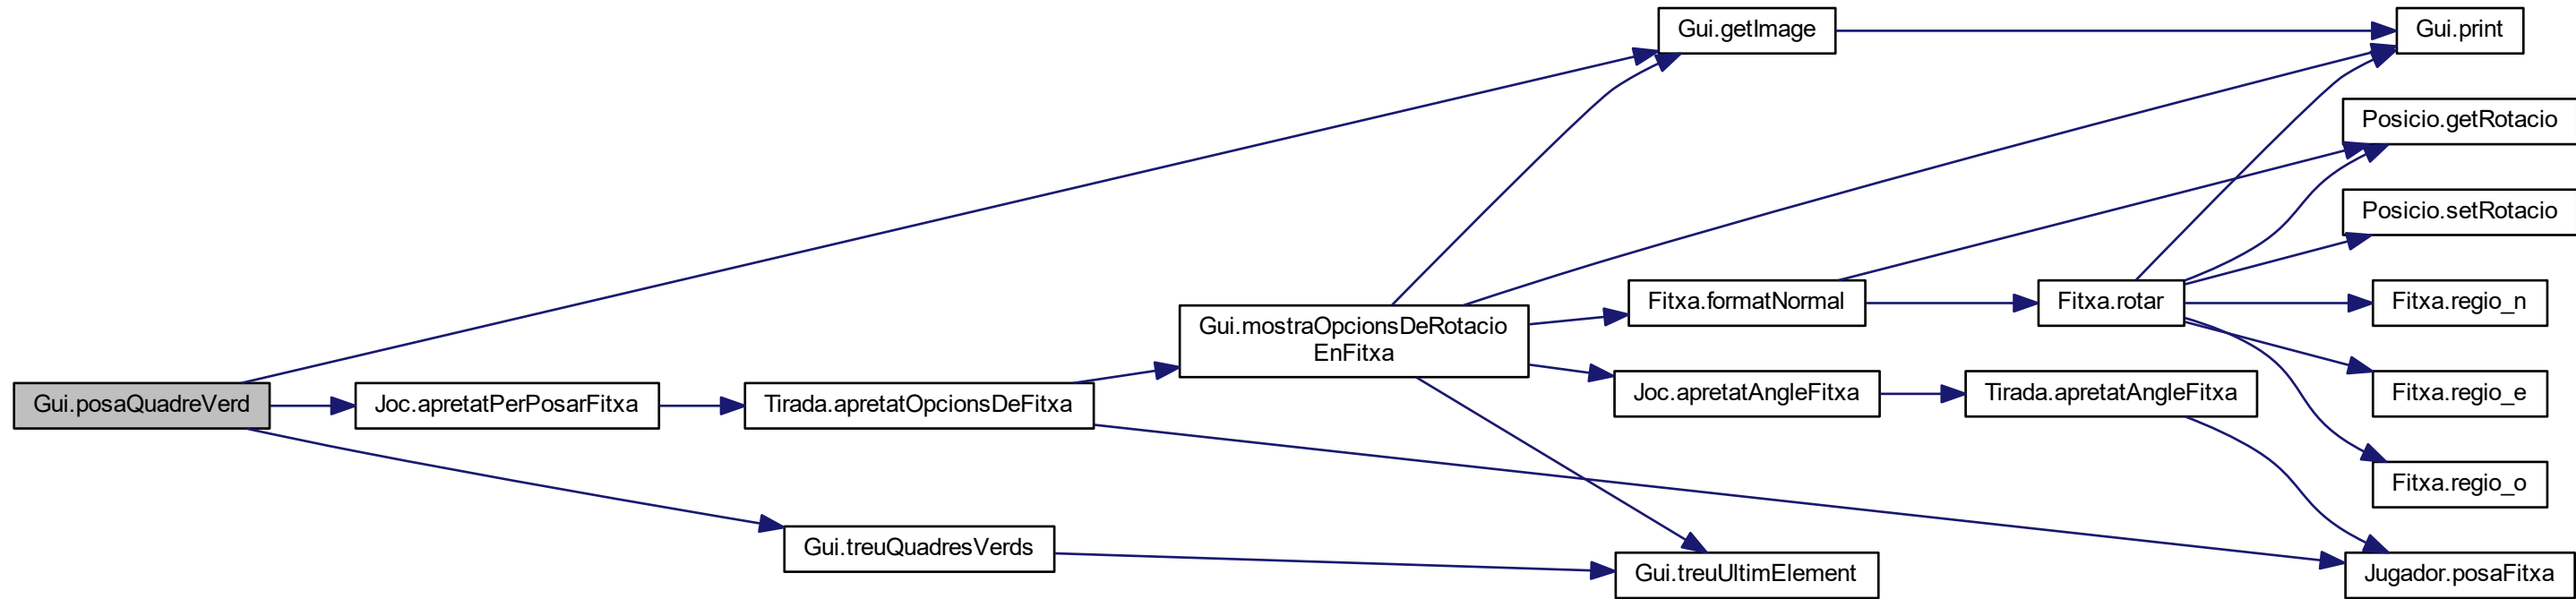 Gui.getImage
Gui.print
Posicio.getRotacio
Posicio.setRotacio
Gui.mostraOpcionsDeRotacio
EnFitxa
Fitxa.formatNormal
Fitxa.rotar
Fitxa.regio_n
Gui.posaQuadreVerd
Joc.apretatPerPosarFitxa
Tirada.apretatOpcionsDeFitxa
Joc.apretatAngleFitxa
Tirada.apretatAngleFitxa
Fitxa.regio_e
Fitxa.regio_o
Gui.treuQuadresVerds
Gui.treuUltimElement
Jugador.posaFitxa